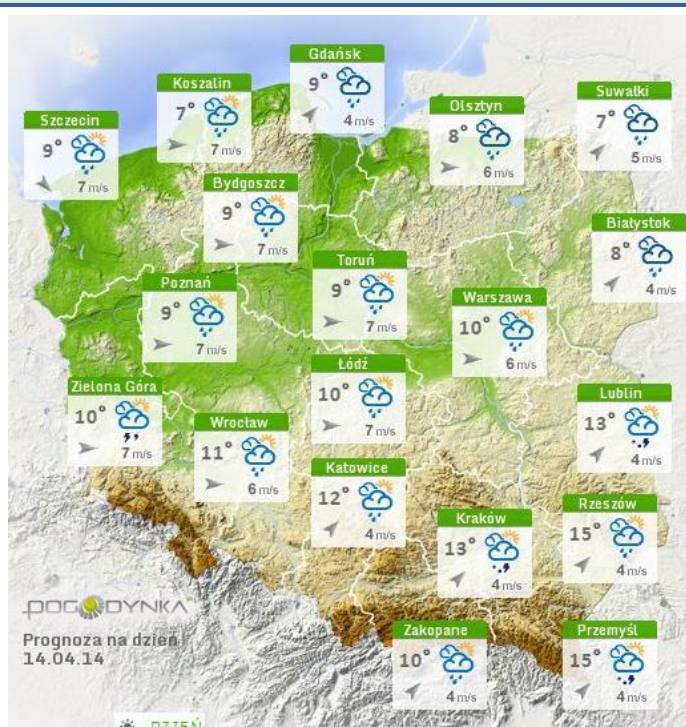 Gdańsk
9°
4 m/s
Koszalin
7°
7 m/s
Suwałki
7°
5 m/s
Olsztyn
8°
6 m/s
Szczecin
9°
7 m/s
Bydgoszcz
9°
7 m/s
Białystok
8°
4 m/s
Toruń
9°
7 m/s
Poznań
9°
7 m/s
Warszawa
10°
6 m/s
Łódź
10°
7 m/s
Zielona Góra
10°
7 m/s
Lublin
13°
4 m/s
Wrocław
11°
6 m/s
Katowice
12°
4 m/s
Rzeszów
15°
4 m/s
Kraków
13°
4 m/s
POGODYNKA
Prognoza na dzień
14.04.14
Zakopane
10°
4 m/s
Przemyśl
15°
4 m/s
DZIEŃ